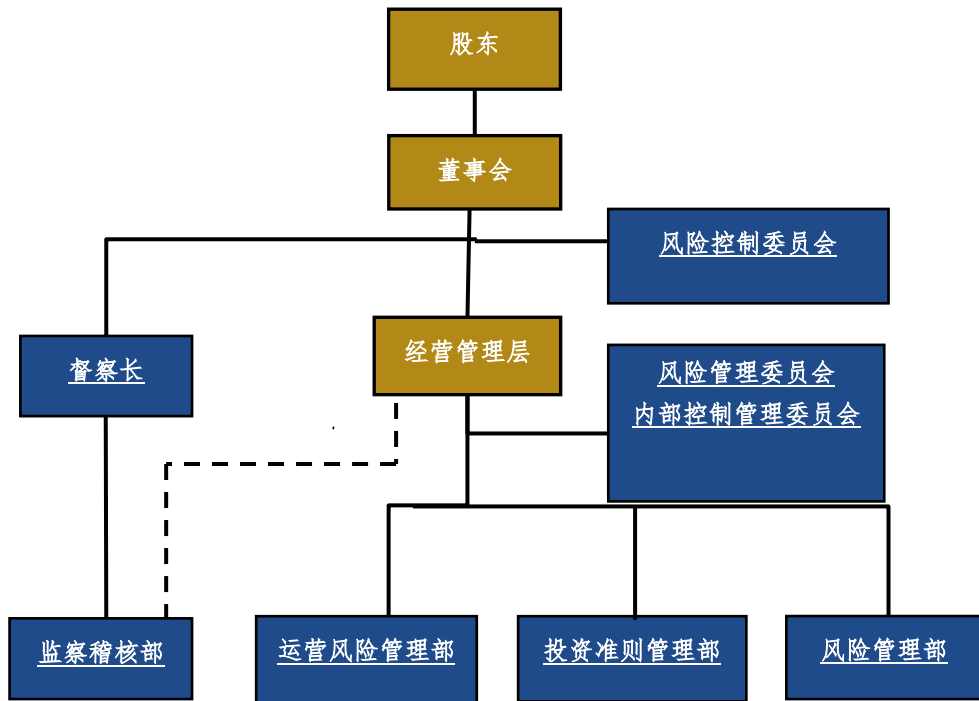 股东
董事会
风险控制委员会
督察长
经营管理层
风险管理委员会
内部控制管理委员会
监察稽核部
运营风险管理部
投资准则管理部
风险管理部